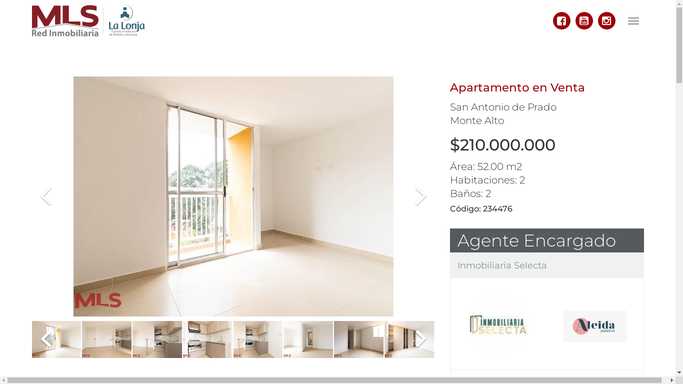 MLS
Red Inmobiliaria
La Lonja
Apartamento en Venta
San Antonio de Prado
Monte Alto
$210.000.000
Área: 52.00 m2
Habitaciones: 2
Baños: 2
Código: 234476
Agente Encargado
Inmobiliaria Selecta
MLS
INMOBILIARIA
SELECTA
Aleida